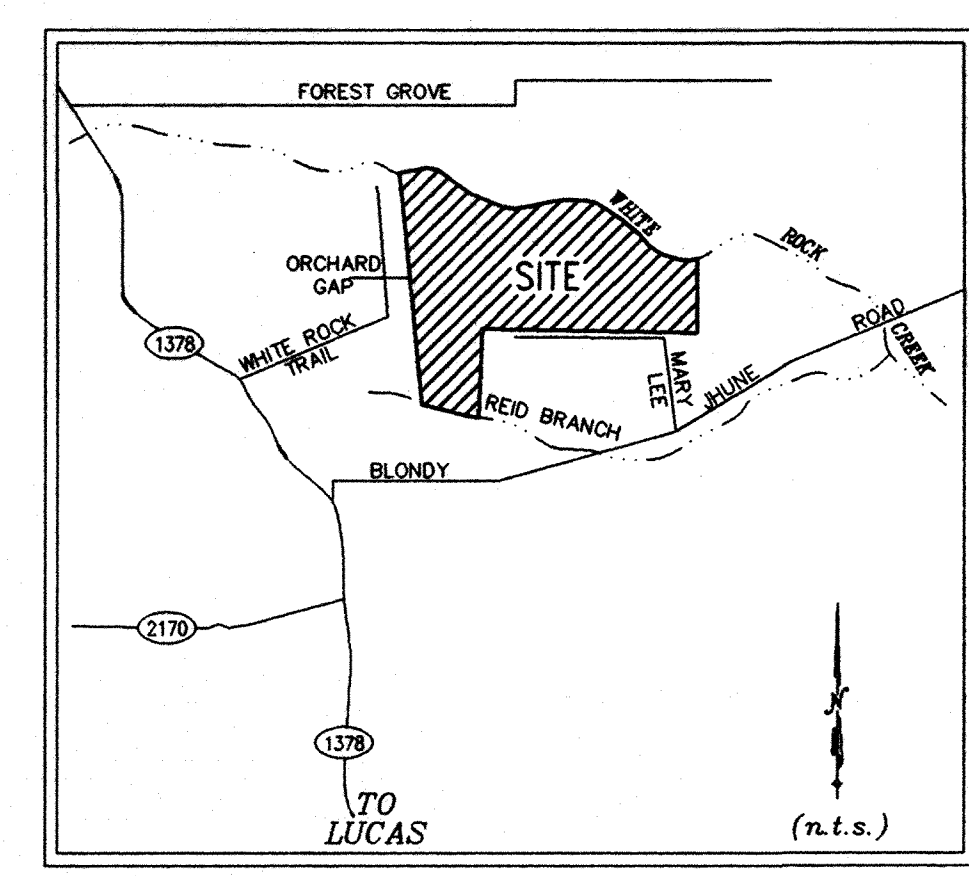 FOREST GROVE
WHITE
ROCK
CREEK
ORCHARD
GAP
SITE
1378
WHITE ROCK
TRAIL
MARY
LEE
REID BRANCH
BLONDY
JHUNE
ROAD
2170
1378
TO
LUCAS
N
(n.t.s.)